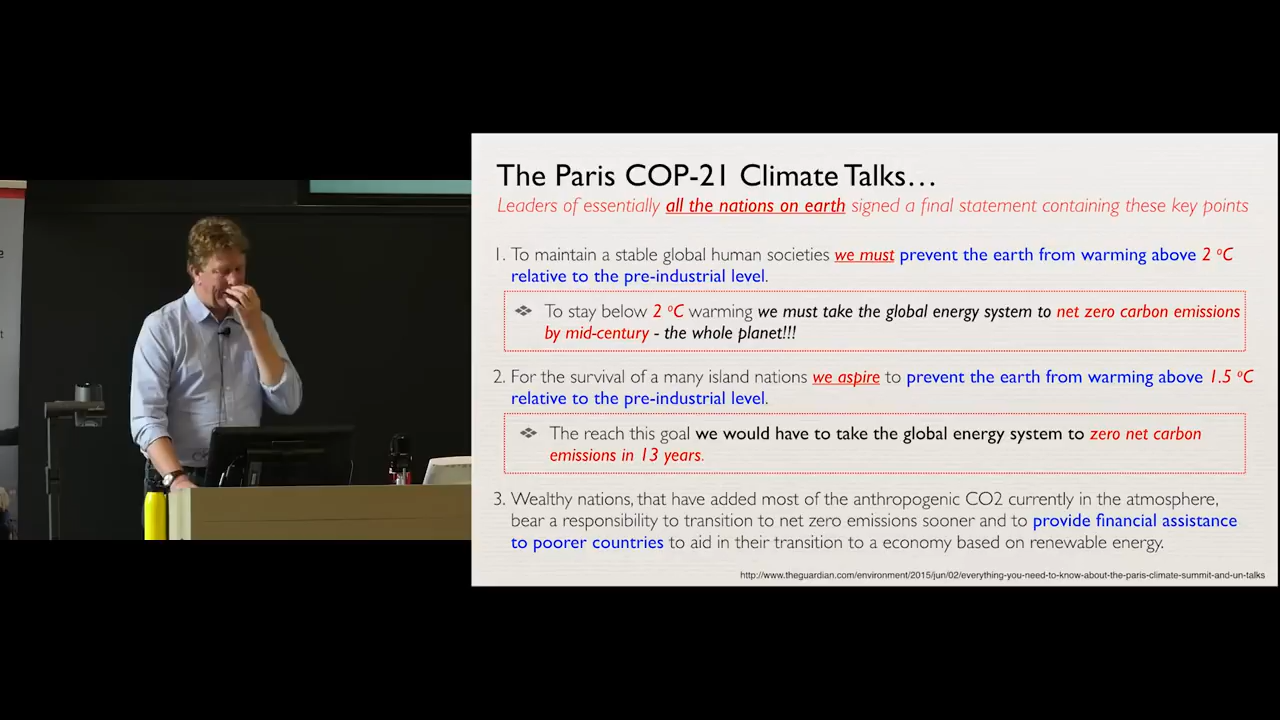 The Paris COP-21 Climate Talks…
Leaders of essentially all the nations on earth signed a final statement containing these key points
1. To maintain a stable global human societies we must prevent the earth from warming above 2 °C
relative to the pre-industrial level.
❖ To stay below 2 °C warming we must take the global energy system to net zero carbon emissions
by mid-century - the whole planet!!!
2. For the survival of a many island nations we aspire to prevent the earth from warming above 1.5 °C
relative to the pre-industrial level.
❖ The reach this goal we would have to take the global energy system to zero net carbon
emissions in 13 years.
3. Wealthy nations, that have added most of the anthropogenic CO2 currently in the atmosphere,
bear a responsibility to transition to net zero emissions sooner and to provide financial assistance
to poorer countries to aid in their transition to a economy based on renewable energy.
http://www.theguardian.com/environment/2015/jun/02/everything-you-need-to-know-about-the-paris-climate-summit-and-un-talks